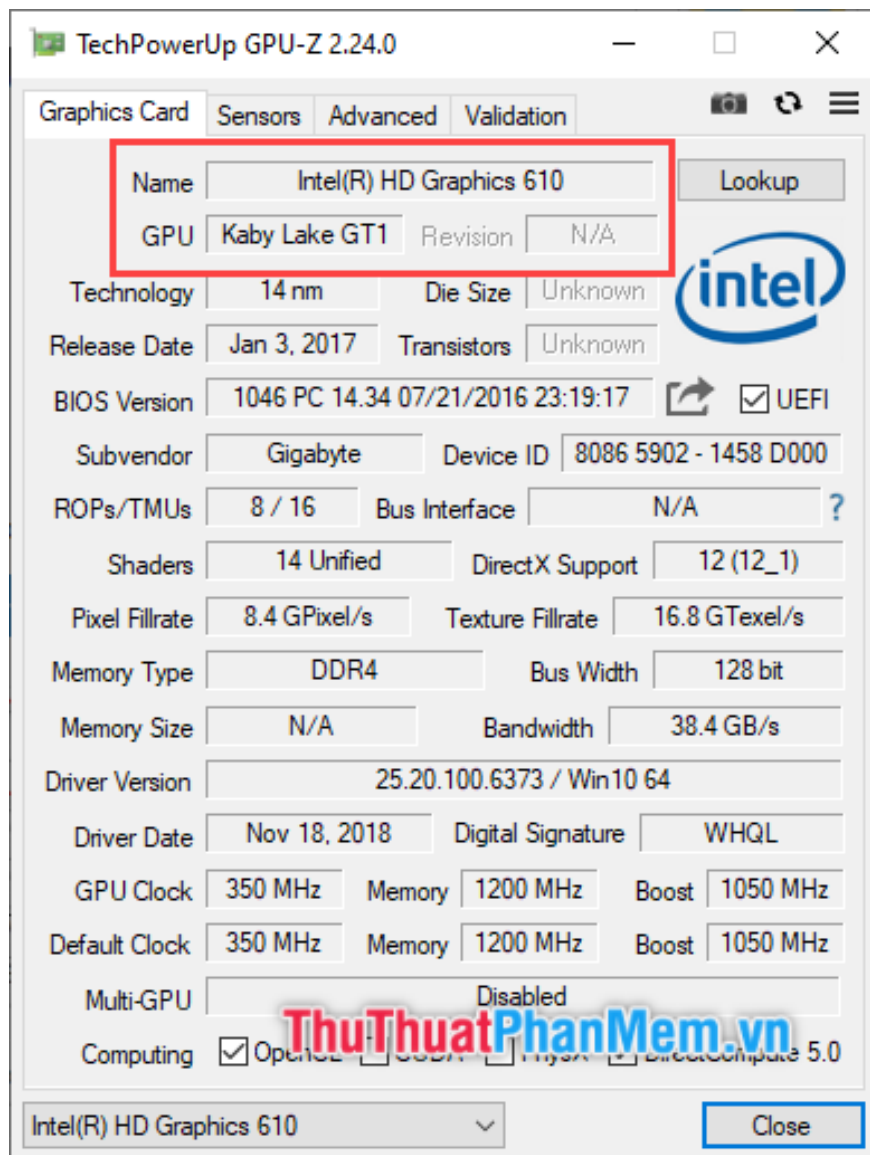 TechPowerUp GPU-Z 2.24.0
Graphics Card Sensors Advanced Validation
Name Intel(R) HD Graphics 610 Lookup
GPU Kaby Lake GT1 Revision N/A
intel
Technology 14 nm Die Size Unknown
Release Date Jan 3, 2017 Transistors Unknown
BIOS Version 1046 PC 14.34 07/21/2016 23:19:17 UEFI
Subvendor Gigabyte Device ID 8086 5902 - 1458 D000
ROPs/TMUs 8 / 16 Bus Interface N/A ?
Shaders 14 Unified DirectX Support 12 (12_1)
Pixel Fillrate 8.4 GPixel/s Texture Fillrate 16.8 GTexel/s
Memory Type DDR4 Bus Width 128 bit
Memory Size N/A Bandwidth 38.4 GB/s
Driver Version 25.20.100.6373 / Win10 64
Driver Date Nov 18, 2018 Digital Signature WHQL
GPU Clock 350 MHz Memory 1200 MHz Boost 1050 MHz
Default Clock 350 MHz Memory 1200 MHz Boost 1050 MHz
Multi-GPU Disabled
ThuThuatPhanMem.vn
Computing OpenCL CUDA PhysX DirectCompute 5.0
Intel(R) HD Graphics 610 Close